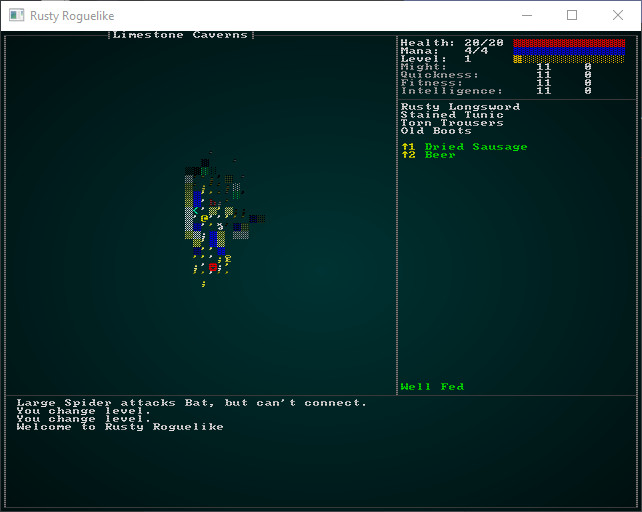 Rusty Roguelike
Limestone Caverns
Health: 20/20
Mana: 4/4
Level: 1
Might: 11 0
Quickness: 11 0
Fitness: 11 0
Intelligence: 11 0
Rusty Longsword
Stained Tunic
Torn Trousers
Old Boots
↑1 Dried Sausage
↑2 Beer
Well Fed
Large Spider attacks Bat, but can't connect.
You change level.
You change level.
Welcome to Rusty Roguelike